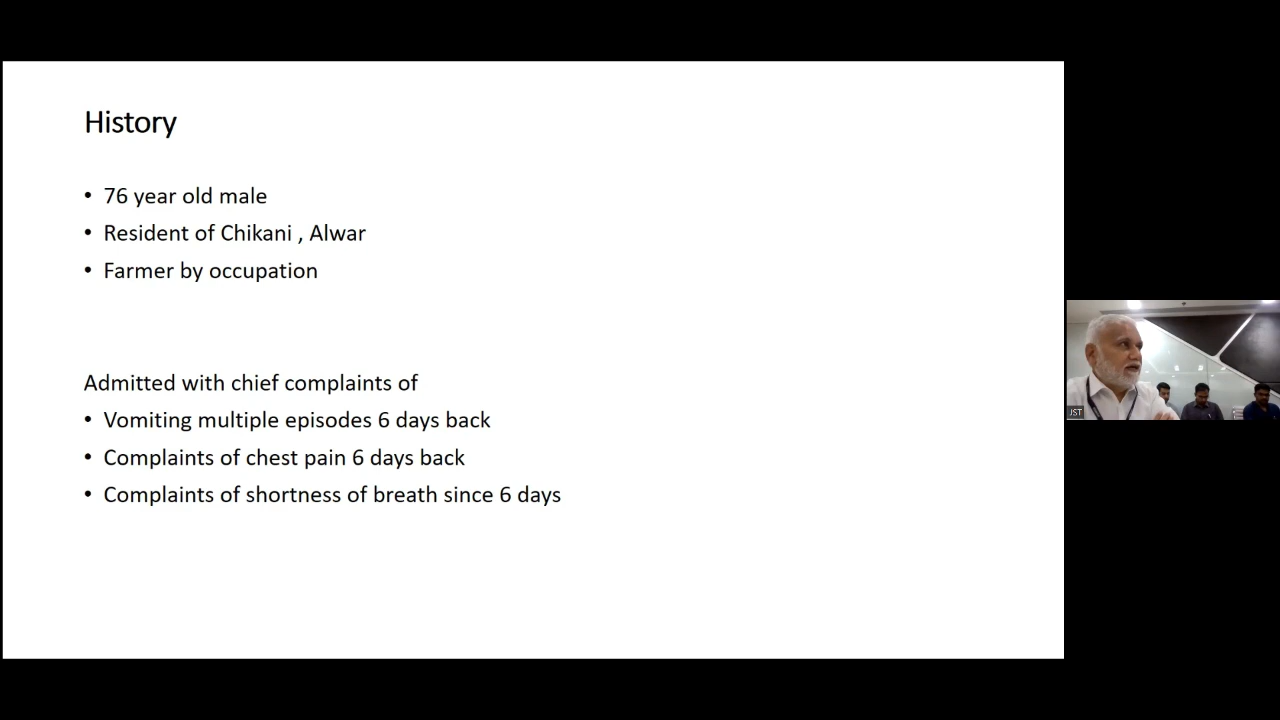 History
• 76 year old male
• Resident of Chikani , Alwar
• Farmer by occupation
Admitted with chief complaints of
• Vomiting multiple episodes 6 days back
• Complaints of chest pain 6 days back
• Complaints of shortness of breath since 6 days
JST